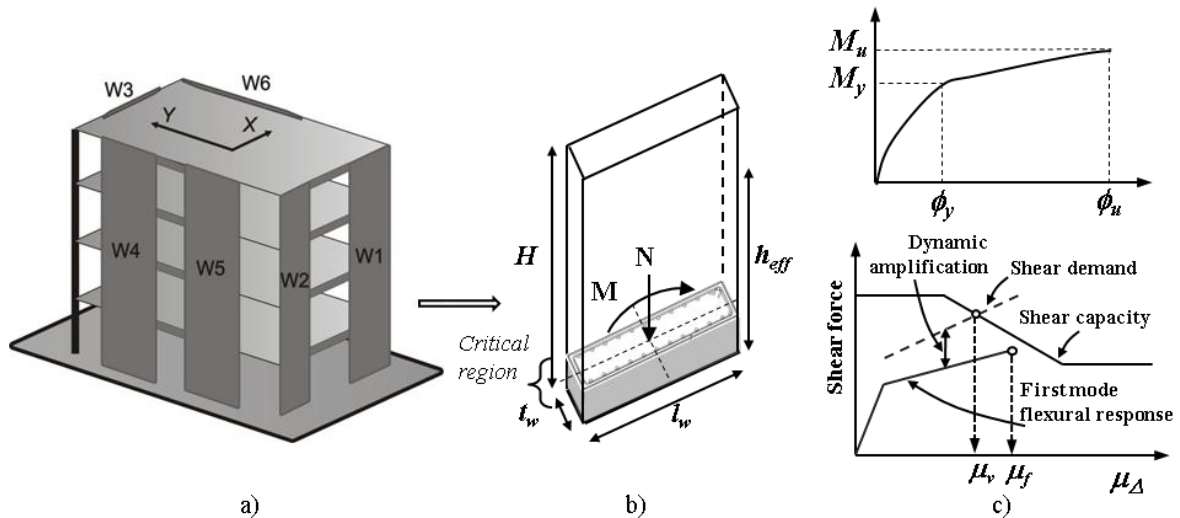 W3
W6
Y
X
W4
W5
W2
W1
a)
H
N
M
h_eff
Critical
region
t_w
l_w
b)
M_u
M_y
ϕ_y
ϕ_u
Dynamic
amplification
Shear demand
Shear capacity
Shear force
First mode
flexural response
μ_v
μ_f
μ_Δ
c)